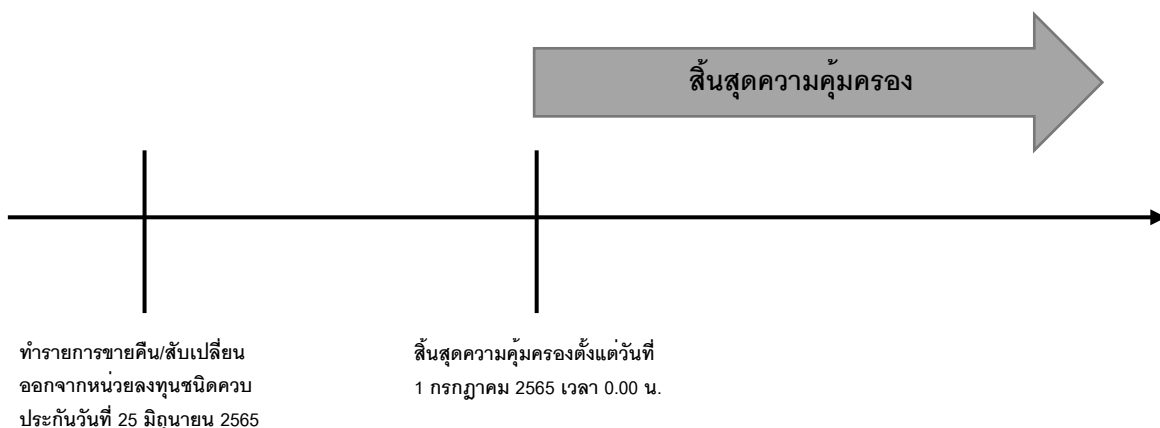 สิ้นสุดความคุ้มครอง
ทำรายการขายคืน/สับเปลี่ยน
ออกจากหน่วยลงทุนชนิดควบ
ประกันวันที่ 25 มิถุนายน 2565
สิ้นสุดความคุ้มครองตั้งแต่วันที่
1 กรกฎาคม 2565 เวลา 0.00 น.